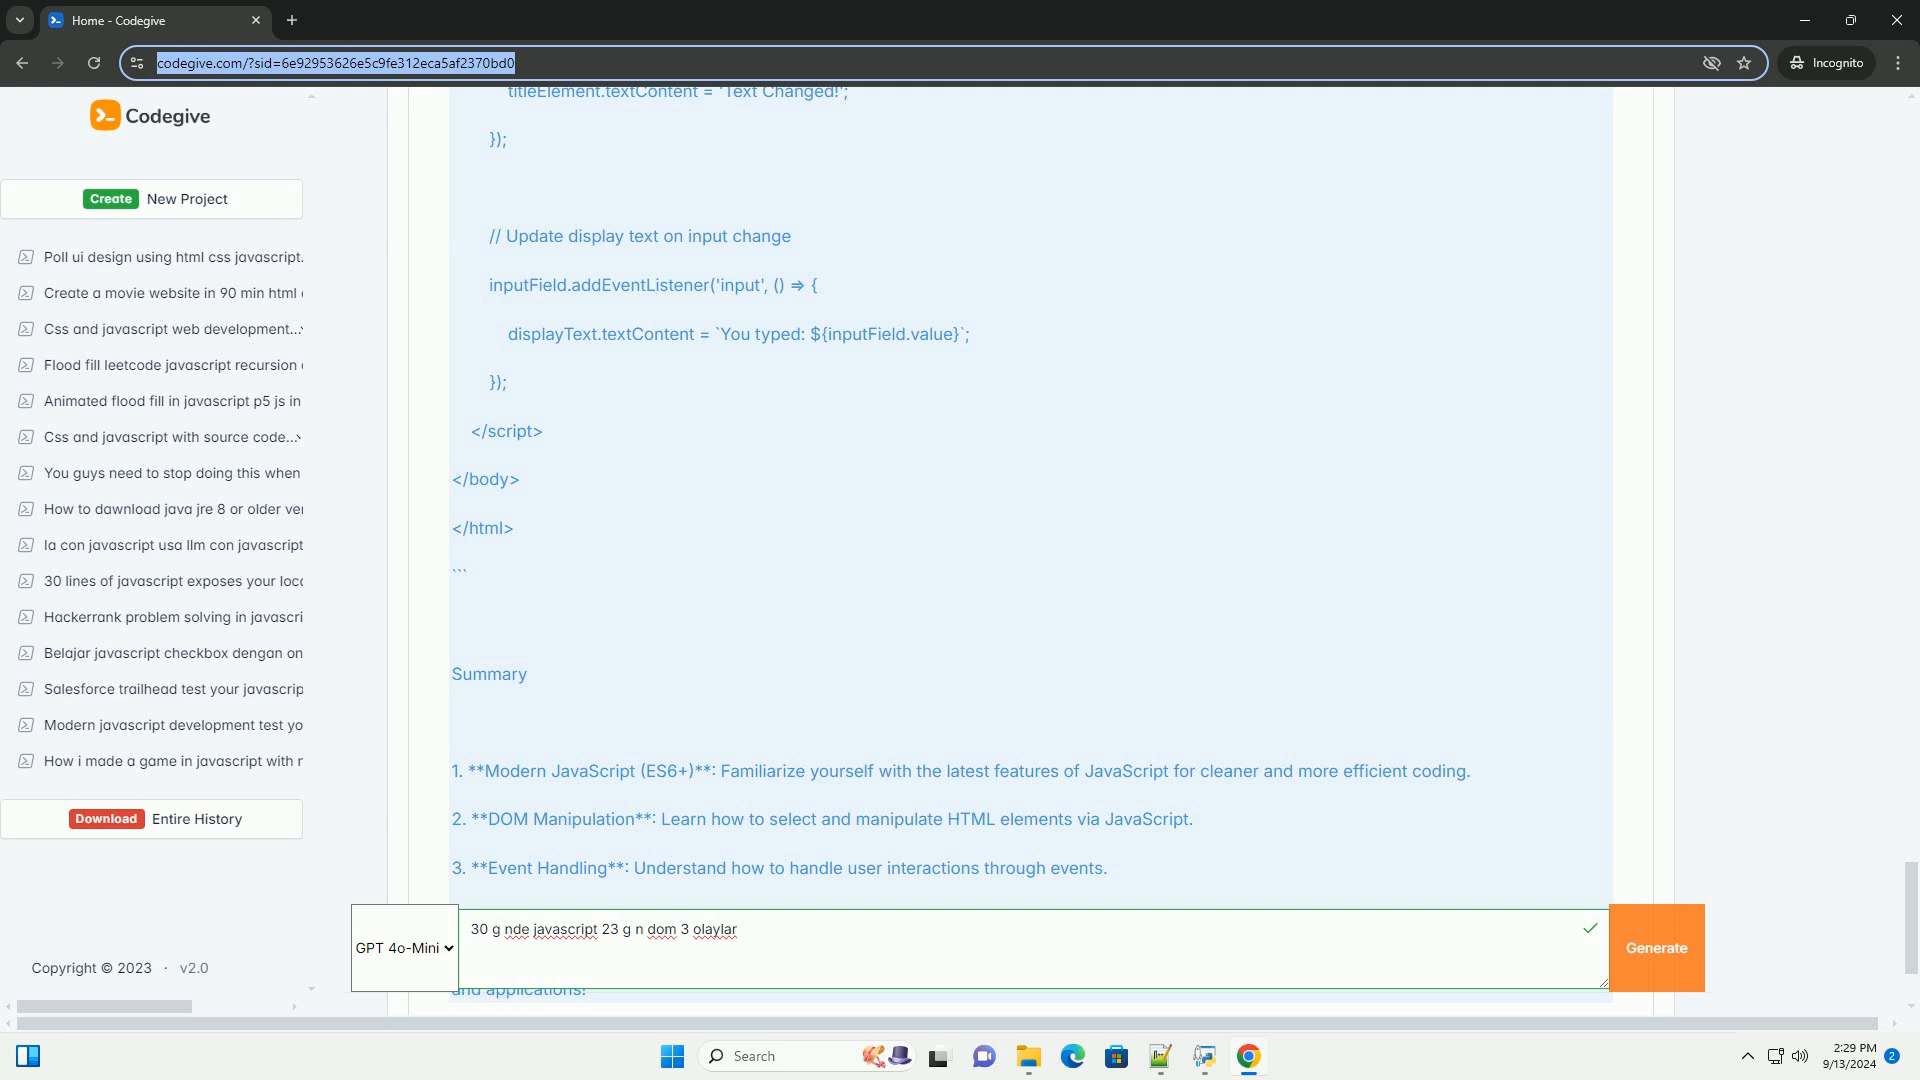 Home - Codegive
codegive.com/?sid=6e92953626e5c9fe312eca5af2370bd0
Incognito
Codegive
Create New Project
Poll ui design using html css javascript.
Create a movie website in 90 min html
Css and javascript web development...
Flood fill leetcode javascript recursion
Animated flood fill in javascript p5 js in
Css and javascript with source code...
You guys need to stop doing this when
How to dawnload java jre 8 or older
Ia con javascript usa llm con javascript
30 lines of javascript exposes your
Hackerrank problem solving in
Belajar javascript checkbox dengan on
Salesforce trailhead test your
Modern javascript development test yo
How i made a game in javascript with
Download Entire History
Copyright © 2023 · v2.0
titleElement.textContent = 'Text Changed!';
});
// Update display text on input change
inputField.addEventListener('input', () => {
displayText.textContent = `You typed: ${inputField.value}`;
});
</script>
</body>
</html>
```
Summary
1. **Modern JavaScript (ES6+)**: Familiarize yourself with the latest features of JavaScript for cleaner and more efficient coding.
2. **DOM Manipulation**: Learn how to select and manipulate HTML elements via JavaScript.
3. **Event Handling**: Understand how to handle user interactions through events.
GPT 4o-Mini
30 g nde javascript 23 g n dom 3 olaylar
Generate
and applications!
Search
2:29 PM
9/13/2024
2